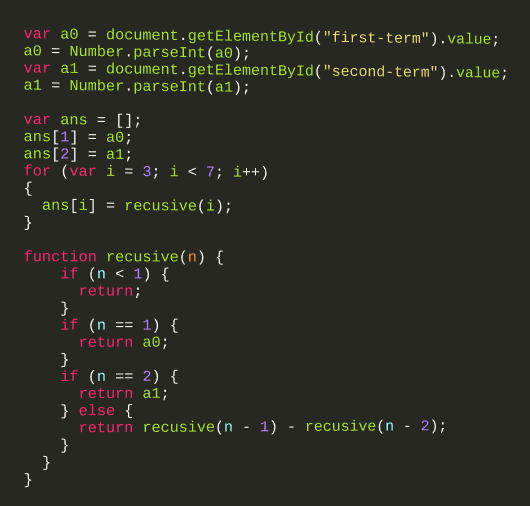 var a0 = document.getElementById("first-term").value;
a0 = Number.parseInt(a0);
var a1 = document.getElementById("second-term").value;
a1 = Number.parseInt(a1);

var ans = [];
ans[1] = a0;
ans[2] = a1;
for (var i = 3; i < 7; i++)
{
  ans[i] = recusive(i);
}

function recusive(n) {
    if (n < 1) {
      return;
    }
    if (n == 1) {
      return a0;
    }
    if (n == 2) {
      return a1;
    } else {
      return recusive(n - 1) - recusive(n - 2);
    }
  }
}